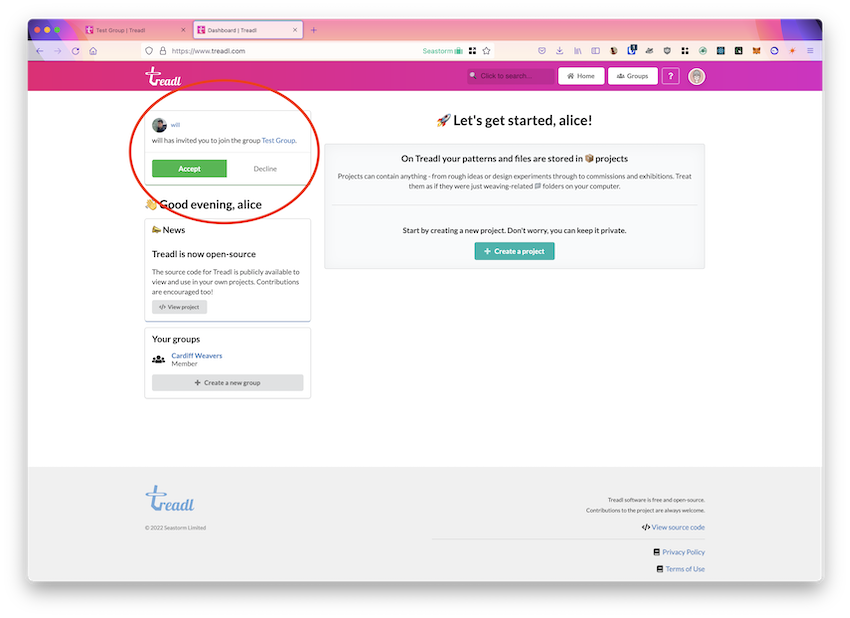 Test Group | Treadl
Dashboard | Treadl
https://www.treadl.com
Seastorm
treadl
Click to search...
Home
Groups
?
will
will has invited you to join the group Test Group.
Accept
Decline
👋 Good evening, alice
News
Treadl is now open-source
The source code for Treadl is publicly available to
view and use in your own projects. Contributions
are encouraged too!
</> View project
Your groups
Cardiff Weavers
Member
+ Create a new group
🚀 Let's get started, alice!
On Treadl your patterns and files are stored in 📦 projects
Projects can contain anything - from rough ideas or design experiments through to commissions and exhibitions. Treat
them as if they were just weaving-related folders on your computer.
Start by creating a new project. Don't worry, you can keep it private.
+ Create a project
treadl
© 2022 Seastorm Limited
Treadl software is free and open-source.
Contributions to the project are always welcome.
</> View source code
Privacy Policy
Terms of Use